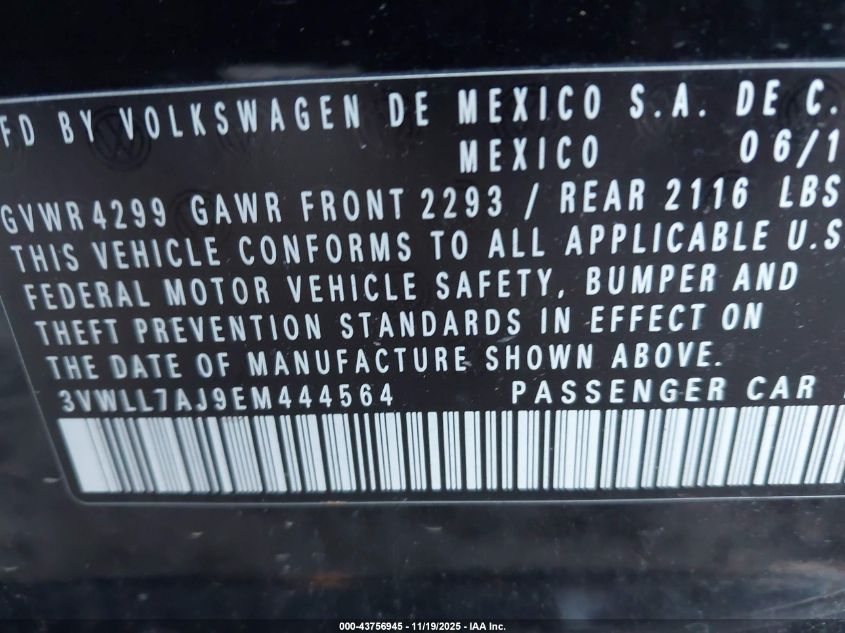 FD BY VOLKSWAGEN DE MEXICO S.A. DE C.
MEXICO 06/1
GVWR 4299 GAWR FRONT 2293 / REAR 2116 LBS
THIS VEHICLE CONFORMS TO ALL APPLICABLE U.S
FEDERAL MOTOR VEHICLE SAFETY, BUMPER AND
THEFT PREVENTION STANDARDS IN EFFECT ON
THE DATE OF MANUFACTURE SHOWN ABOVE.
3VWLL7AJ9EM444564 PASSENGER CAR
000-43756945 - 11/19/2025 - IAA Inc.